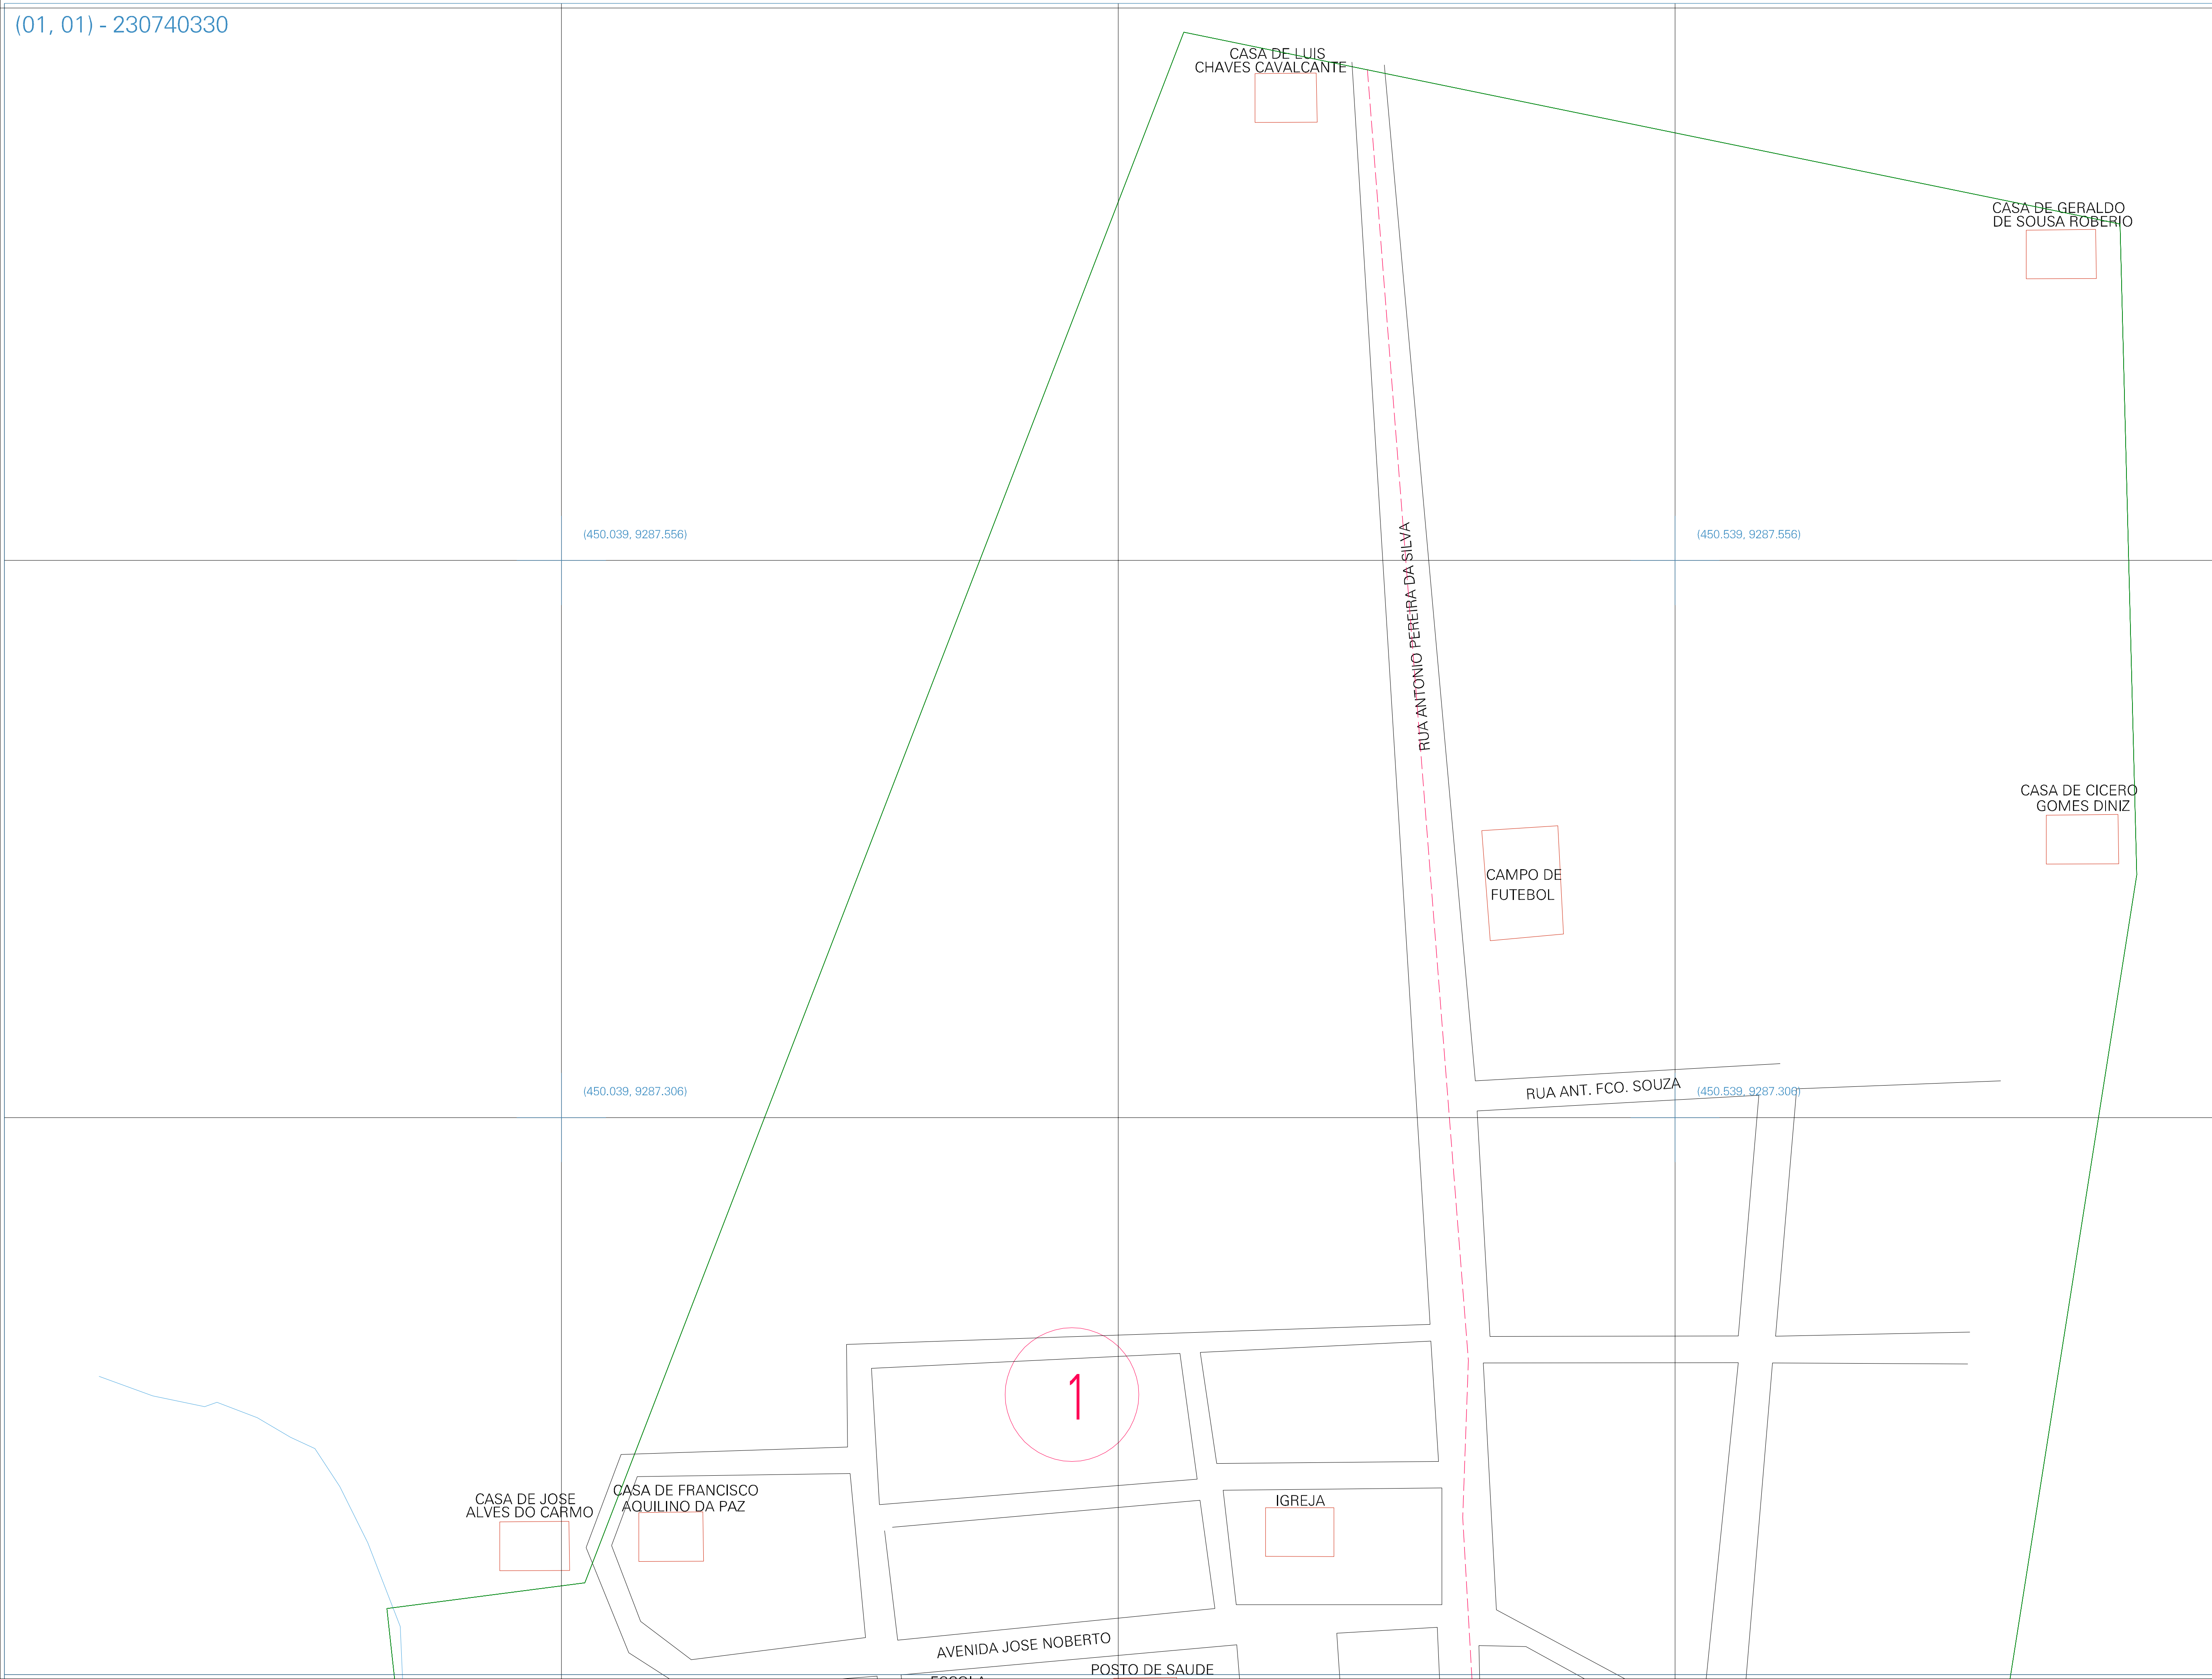 (01, 01) - 230740330
CASA DE LUIS
CHAVES CAVALCANTE
CASA DE GERALDO
DE SOUSA ROBERIO
(450.039, 9287.556)
(450.539, 9287.556)
RUA ANTONIO PEREIRA DA SILVA
CASA DE CICERO
GOMES DINIZ
CAMPO DE
FUTEBOL
(450.039, 9287.306)
RUA ANT. FCO. SOUZA
(450.539, 9287.306)
1
CASA DE JOSE
ALVES DO CARMO
CASA DE FRANCISCO
AQUILINO DA PAZ
IGREJA
AVENIDA JOSE NOBERTO
POSTO DE SAUDE
ESCOLA